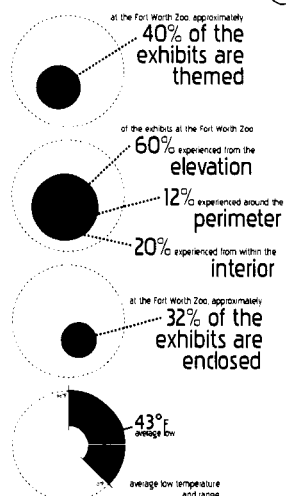 at the Fort Worth Zoo, approximately
40% of the
exhibits are
themed
of the exhibits at the Fort Worth Zoo
60% experienced from the
elevation
12% experienced around the
perimeter
20% experienced from within the
interior
at the Fort Worth Zoo, approximately
32% of the
exhibits are
enclosed
43°F
average low
average low temperature
and range